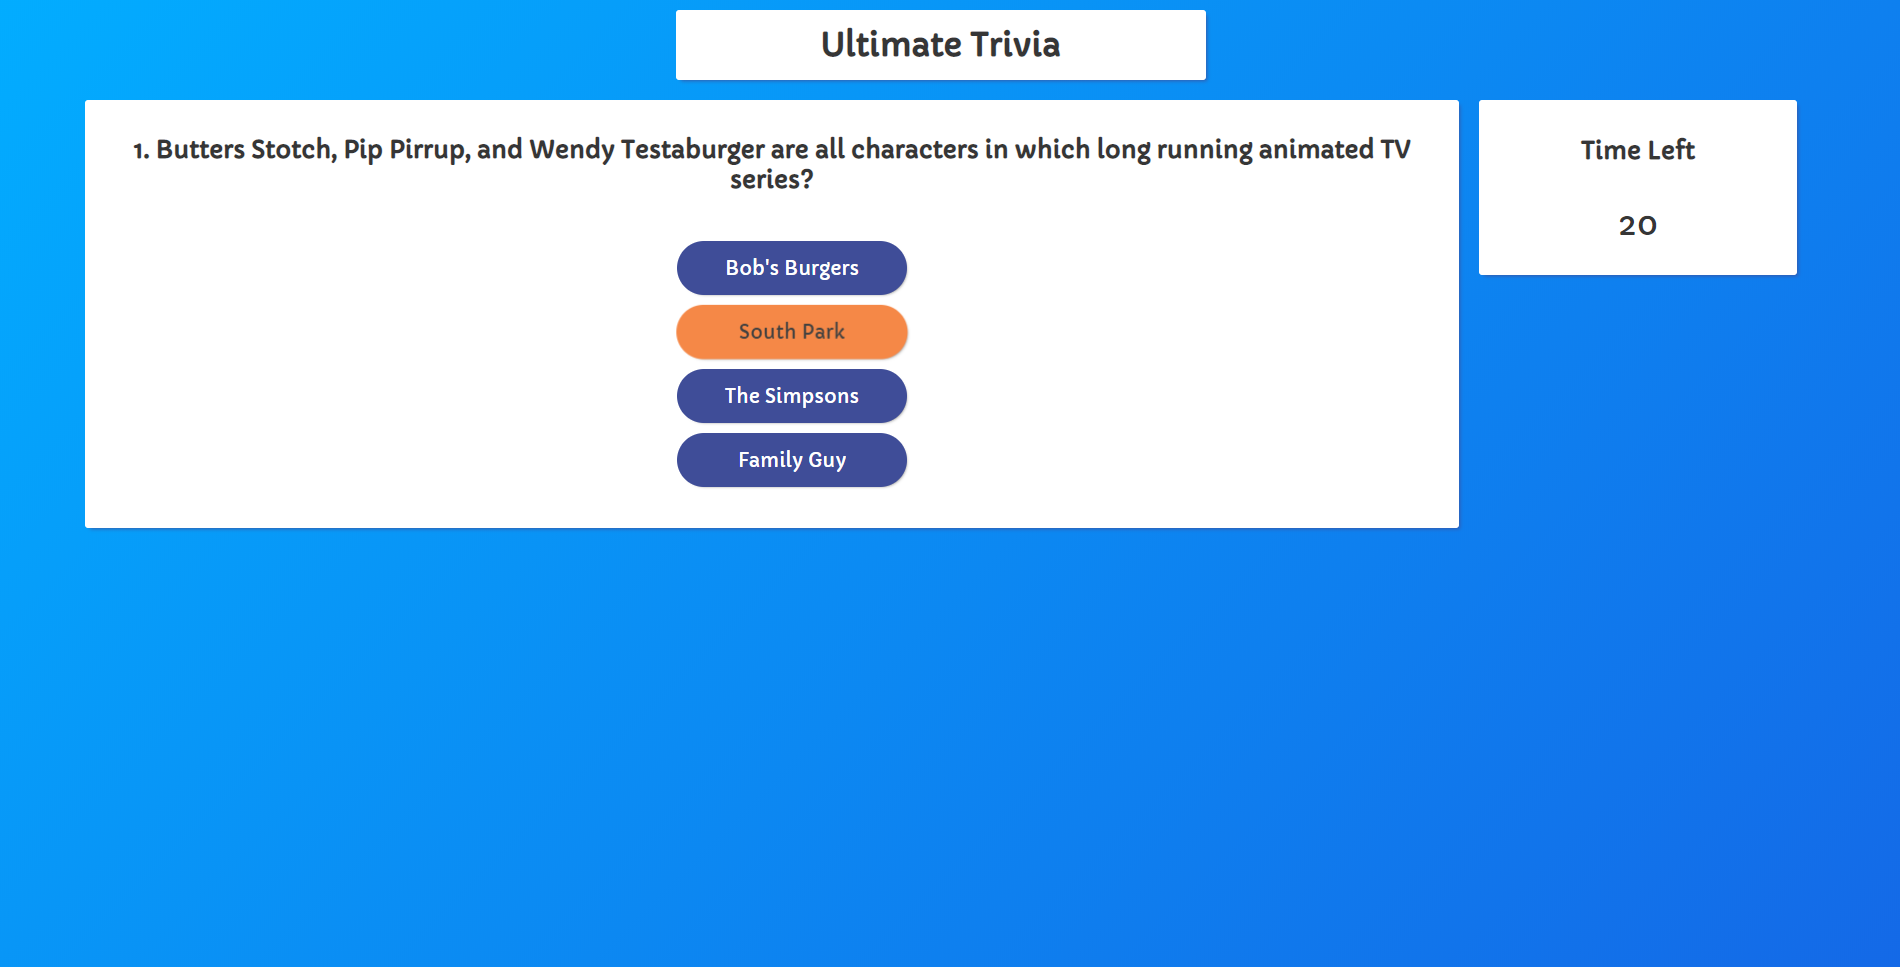 Ultimate Trivia
1. Butters Stotch, Pip Pirrup, and Wendy Testaburger are all characters in which long running animated TV
series?
Bob's Burgers
South Park
The Simpsons
Family Guy
Time Left
20